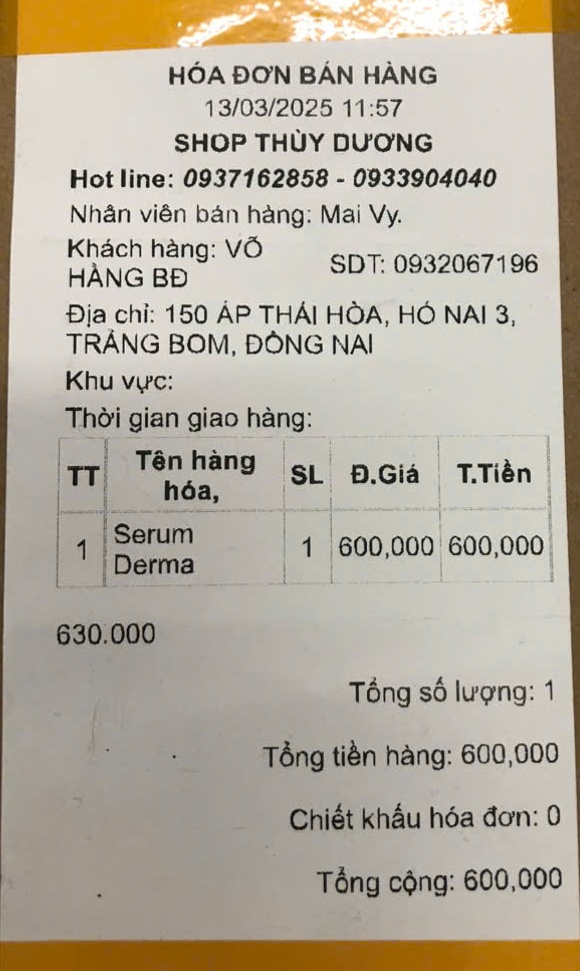 HÓA ĐƠN BÁN HÀNG
13/03/2025 11:57
SHOP THÙY DƯƠNG
Hot line: 0937162858 - 0933904040
Nhân viên bán hàng: Mai Vy.
Khách hàng: VÕ HẰNG BĐ
SDT: 0932067196
Địa chỉ: 150 ẤP THÁI HÒA, HỐ NAI 3,
TRẢNG BOM, ĐỒNG NAI
Khu vực:
Thời gian giao hàng:
TT Tên hàng hóa, SL Đ.Giá T.Tiền
1 Serum Derma 1 600,000 600,000
630.000
Tổng số lượng: 1
Tổng tiền hàng: 600,000
Chiết khấu hóa đơn: 0
Tổng cộng: 600,000